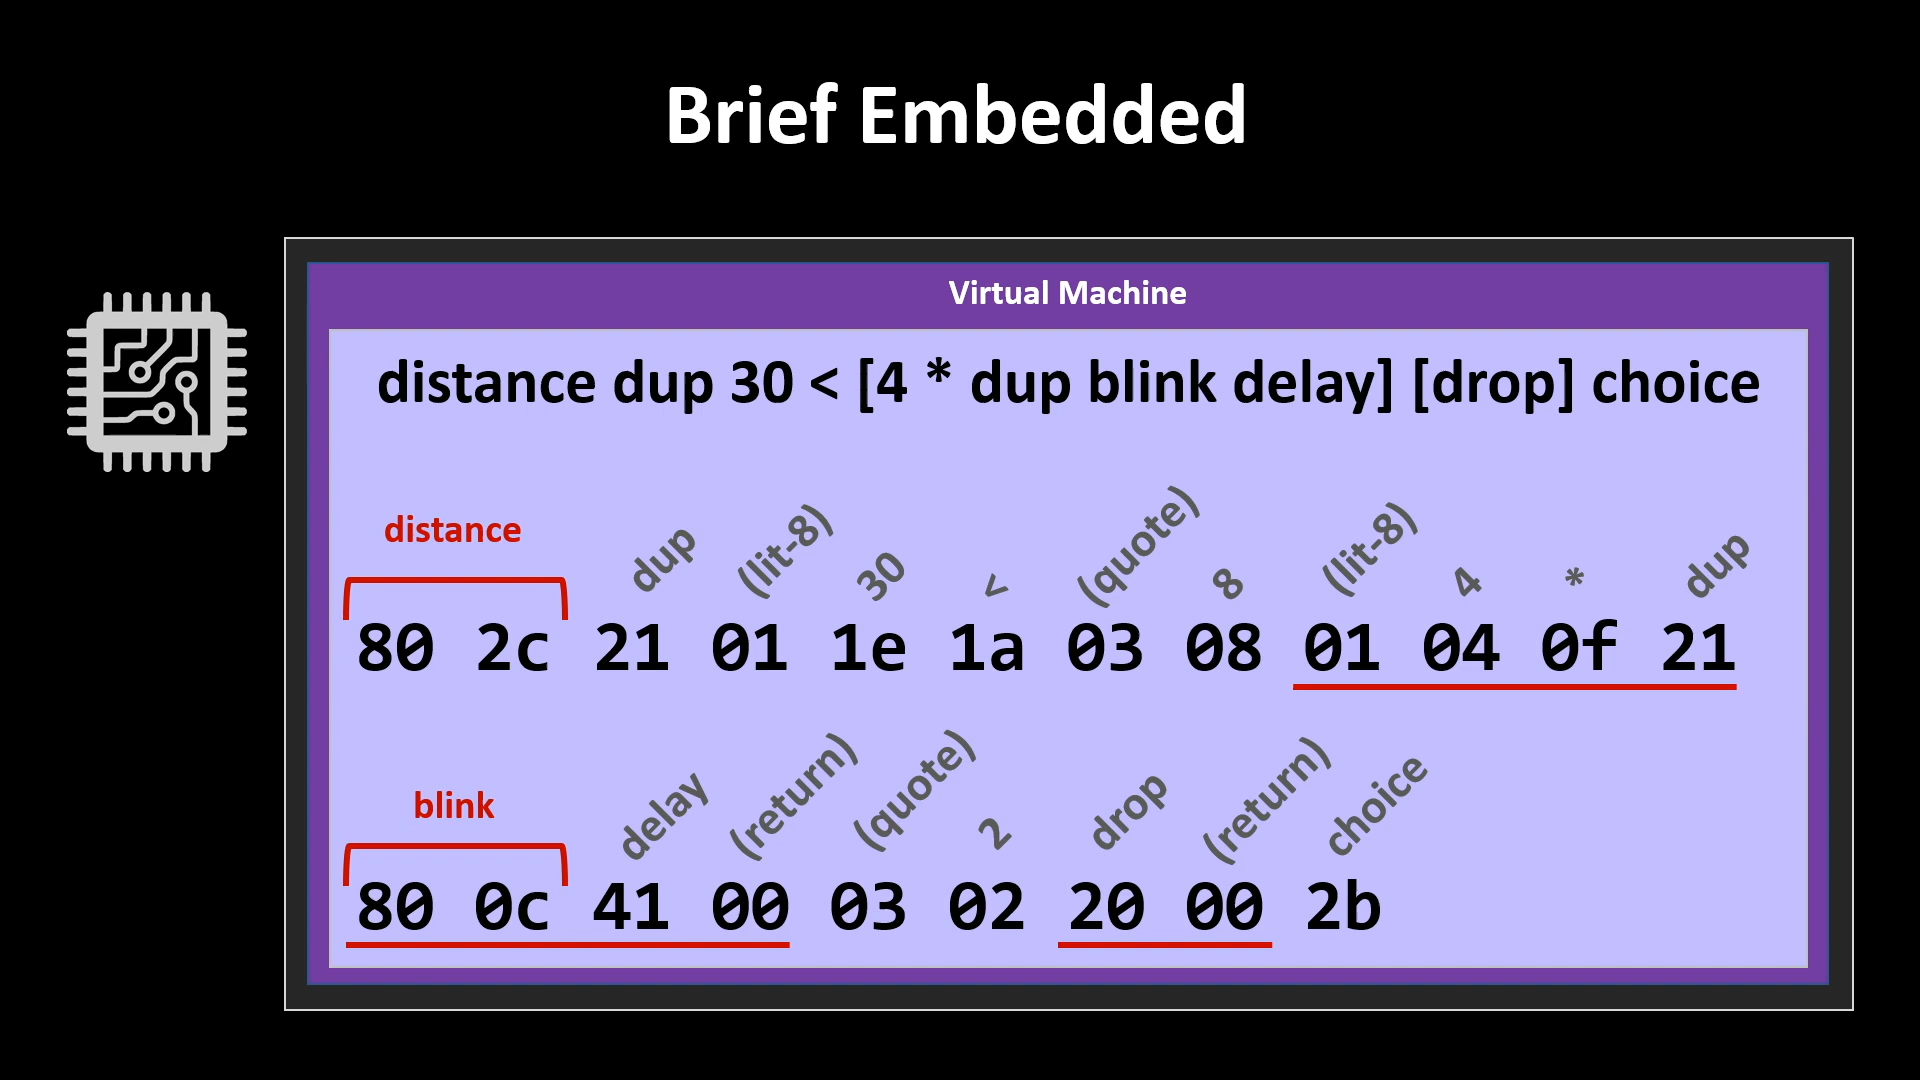 Brief Embedded
Virtual Machine
distance dup 30 < [4 * dup blink delay] [drop] choice
distance dup (lit-8) 30 < (quote) 8 (lit-8) 4 * dup
80 2c 21 01 1e 1a 03 08 01 04 0f 21
blink delay (return) (quote) 2 drop (return) choice
80 0c 41 00 03 02 20 00 2b